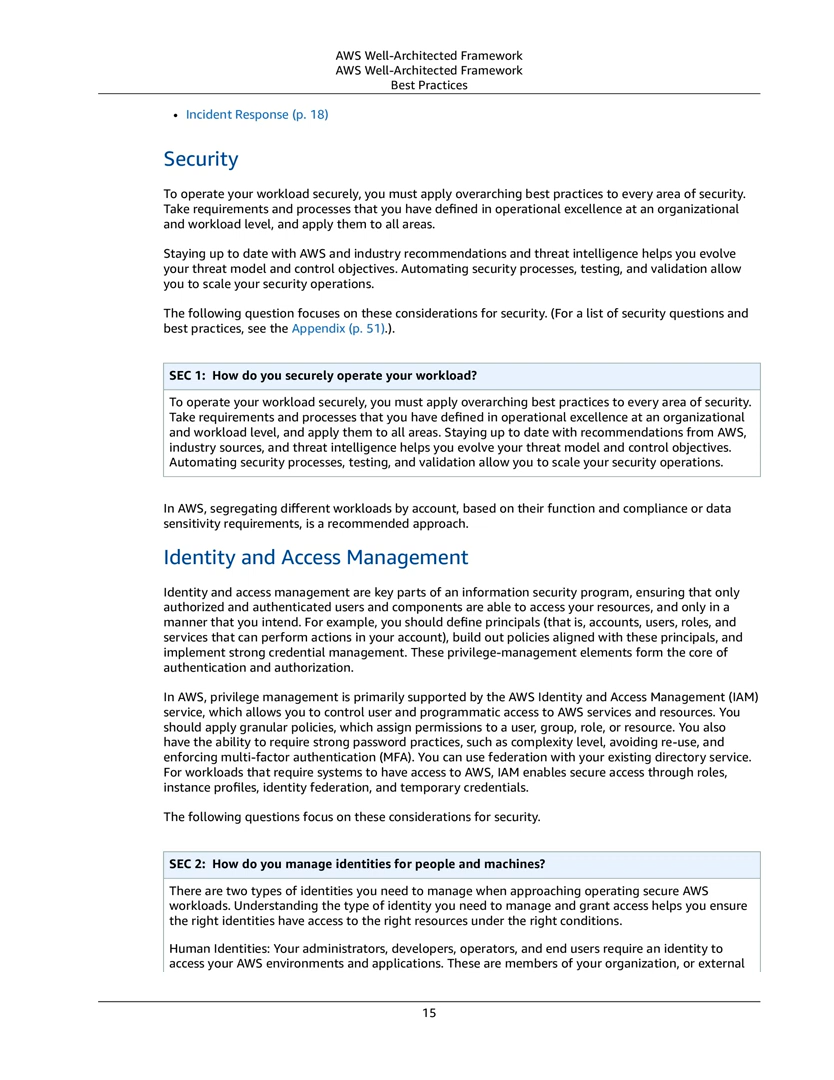 AWS Well-Architected Framework
AWS Well-Architected Framework
Best Practices
• Incident Response (p. 18)
Security
To operate your workload securely, you must apply overarching best practices to every area of security.
Take requirements and processes that you have defined in operational excellence at an organizational
and workload level, and apply them to all areas.
Staying up to date with AWS and industry recommendations and threat intelligence helps you evolve
your threat model and control objectives. Automating security processes, testing, and validation allow
you to scale your security operations.
The following question focuses on these considerations for security. (For a list of security questions and
best practices, see the Appendix (p. 51).).
SEC 1: How do you securely operate your workload?
To operate your workload securely, you must apply overarching best practices to every area of security.
Take requirements and processes that you have defined in operational excellence at an organizational
and workload level, and apply them to all areas. Staying up to date with recommendations from AWS,
industry sources, and threat intelligence helps you evolve your threat model and control objectives.
Automating security processes, testing, and validation allow you to scale your security operations.
In AWS, segregating different workloads by account, based on their function and compliance or data
sensitivity requirements, is a recommended approach.
Identity and Access Management
Identity and access management are key parts of an information security program, ensuring that only
authorized and authenticated users and components are able to access your resources, and only in a
manner that you intend. For example, you should define principals (that is, accounts, users, roles, and
services that can perform actions in your account), build out policies aligned with these principals, and
implement strong credential management. These privilege-management elements form the core of
authentication and authorization.
In AWS, privilege management is primarily supported by the AWS Identity and Access Management (IAM)
service, which allows you to control user and programmatic access to AWS services and resources. You
should apply granular policies, which assign permissions to a user, group, role, or resource. You also
have the ability to require strong password practices, such as complexity level, avoiding re-use, and
enforcing multi-factor authentication (MFA). You can use federation with your existing directory service.
For workloads that require systems to have access to AWS, IAM enables secure access through roles,
instance profiles, identity federation, and temporary credentials.
The following questions focus on these considerations for security.
SEC 2: How do you manage identities for people and machines?
There are two types of identities you need to manage when approaching operating secure AWS
workloads. Understanding the type of identity you need to manage and grant access helps you ensure
the right identities have access to the right resources under the right conditions.
Human Identities: Your administrators, developers, operators, and end users require an identity to
access your AWS environments and applications. These are members of your organization, or external
15